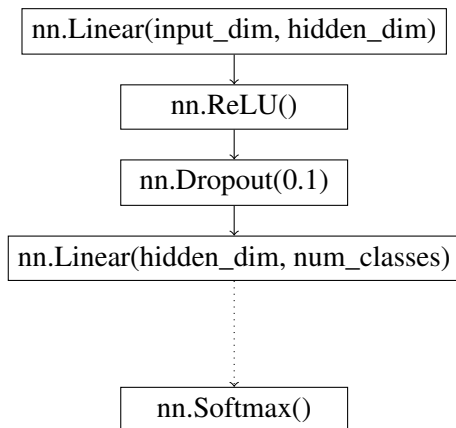 nn.Linear(input_dim, hidden_dim)
nn.ReLU()
nn.Dropout(0.1)
nn.Linear(hidden_dim, num_classes)
nn.Softmax()